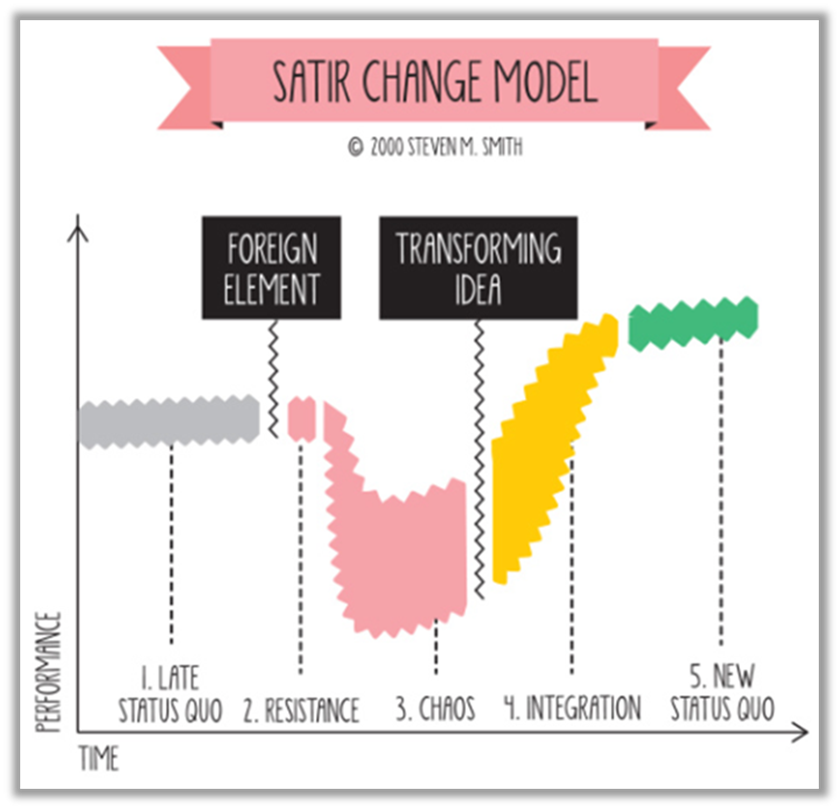 SATIR CHANGE MODEL
© 2000 STEVEN M. SMITH
FOREIGN
ELEMENT
TRANSFORMING
IDEA
PERFORMANCE
1. LATE
STATUS QUO
2. RESISTANCE
3. CHAOS
4. INTEGRATION
5. NEW
STATUS QUO
TIME